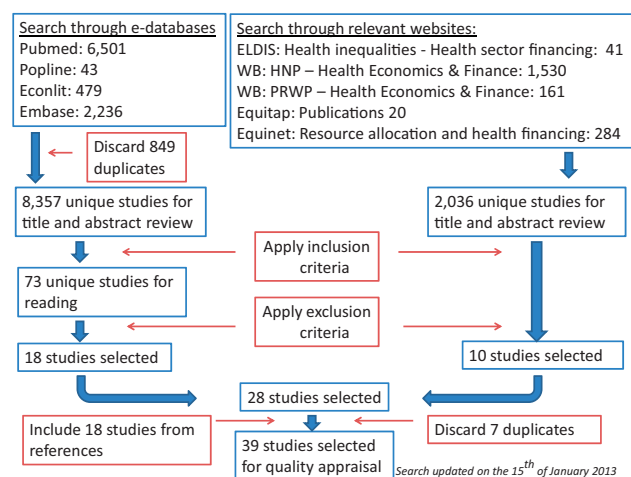 Search through e-databases
Pubmed: 6,501
Popline: 43
Econlit: 479
Embase: 2,236
Search through relevant websites:
ELDIS: Health inequalities - Health sector financing: 41
WB: HNP – Health Economics & Finance: 1,530
WB: PRWP – Health Economics & Finance: 161
Equitap: Publications 20
Equinet: Resource allocation and health financing: 284
Discard 849
duplicates
8,357 unique studies for
title and abstract review
2,036 unique studies for
title and abstract review
Apply inclusion
criteria
73 unique studies for
reading
Apply exclusion
criteria
18 studies selected
10 studies selected
28 studies selected
Include 18 studies from
references
Discard 7 duplicates
39 studies selected
for quality appraisal
Search updated on the 15th of January 2013